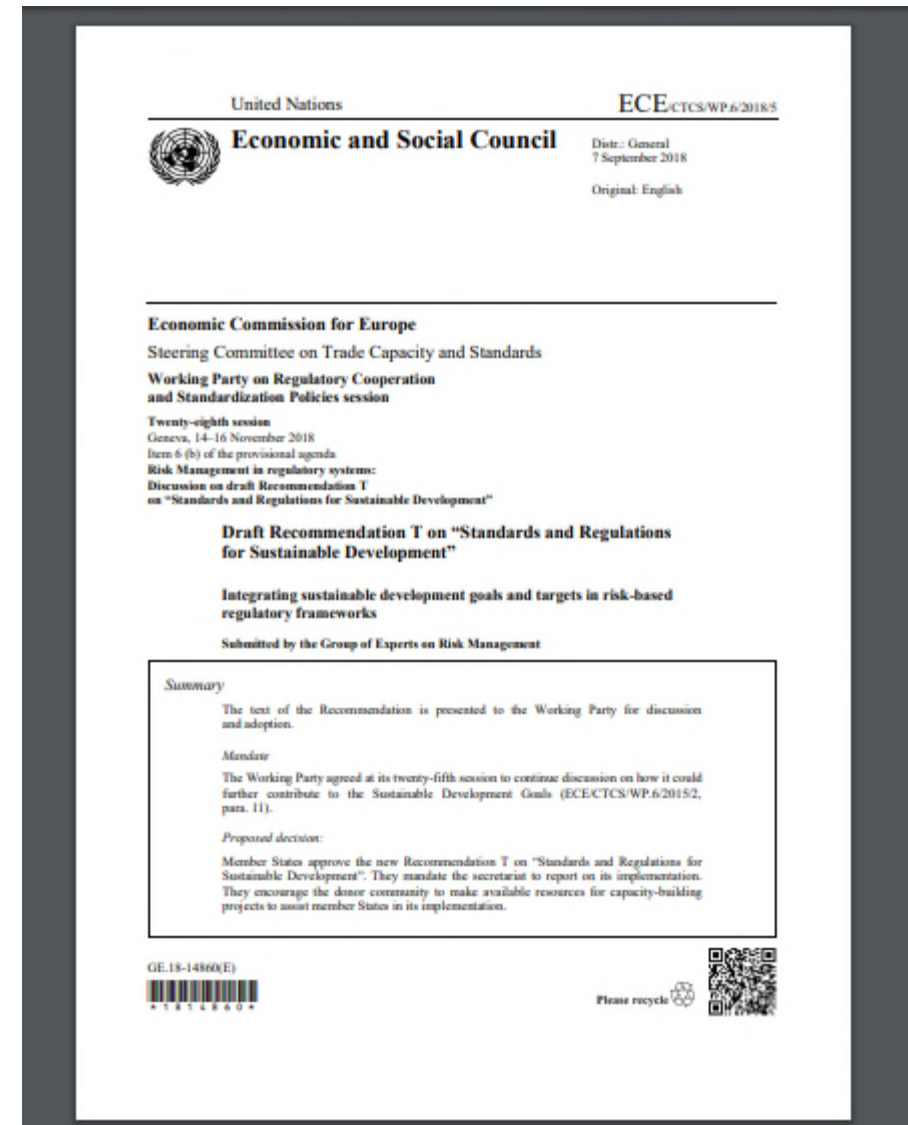 United Nations
ECE/CTCS/WP.6/2018/5
Economic and Social Council
Distr.: General
7 September 2018
Original: English
Economic Commission for Europe
Steering Committee on Trade Capacity and Standards
Working Party on Regulatory Cooperation
and Standardization Policies session
Twenty-eighth session
Geneva, 14–16 November 2018
Item 6 (b) of the provisional agenda
Risk Management in regulatory systems:
Discussion on draft Recommendation T
on “Standards and Regulations for Sustainable Development”
Draft Recommendation T on “Standards and Regulations
for Sustainable Development”
Integrating sustainable development goals and targets in risk-based
regulatory frameworks
Submitted by the Group of Experts on Risk Management
Summary
The text of the Recommendation is presented to the Working Party for discussion
and adoption.
Mandate
The Working Party agreed at its twenty-fifth session to continue discussion on how it could
further contribute to the Sustainable Development Goals (ECE/CTCS/WP.6/2015/2,
para. 11).
Proposed decision:
Member States approve the new Recommendation T on “Standards and Regulations for
Sustainable Development”. They mandate the secretariat to report on its implementation.
They encourage the donor community to make available resources for capacity-building
projects to assist member States in its implementation.
GE.18-14860(E)
*1814860*
Please recycle